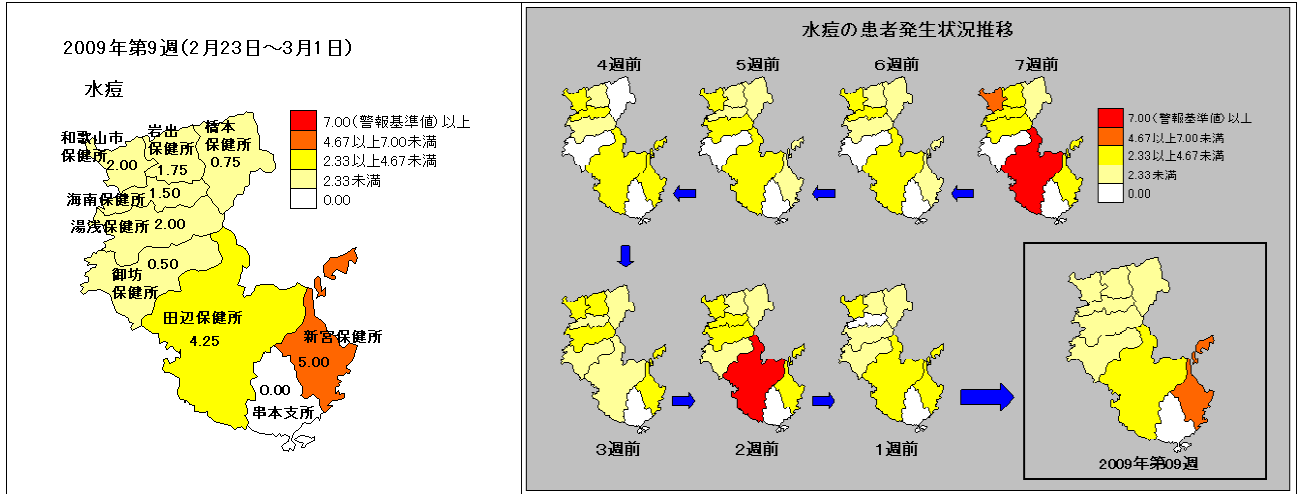 2009年第9週(2月23日～3月1日)
水痘
7.00(警報基準値)以上
4.67以上7.00未満
2.33以上4.67未満
2.33未満
0.00
和歌山市
保健所
2.00
岩出
保健所
1.75
橋本
保健所
0.75
海南保健所
1.50
湯浅保健所
2.00
御坊
保健所
0.50
田辺保健所
4.25
新宮保健所
5.00
0.00
串本支所
水痘の患者発生状況推移
4週前
5週前
6週前
7週前
7.00(警報基準値)以上
4.67以上7.00未満
2.33以上4.67未満
2.33未満
0.00
3週前
2週前
1週前
2009年第09週